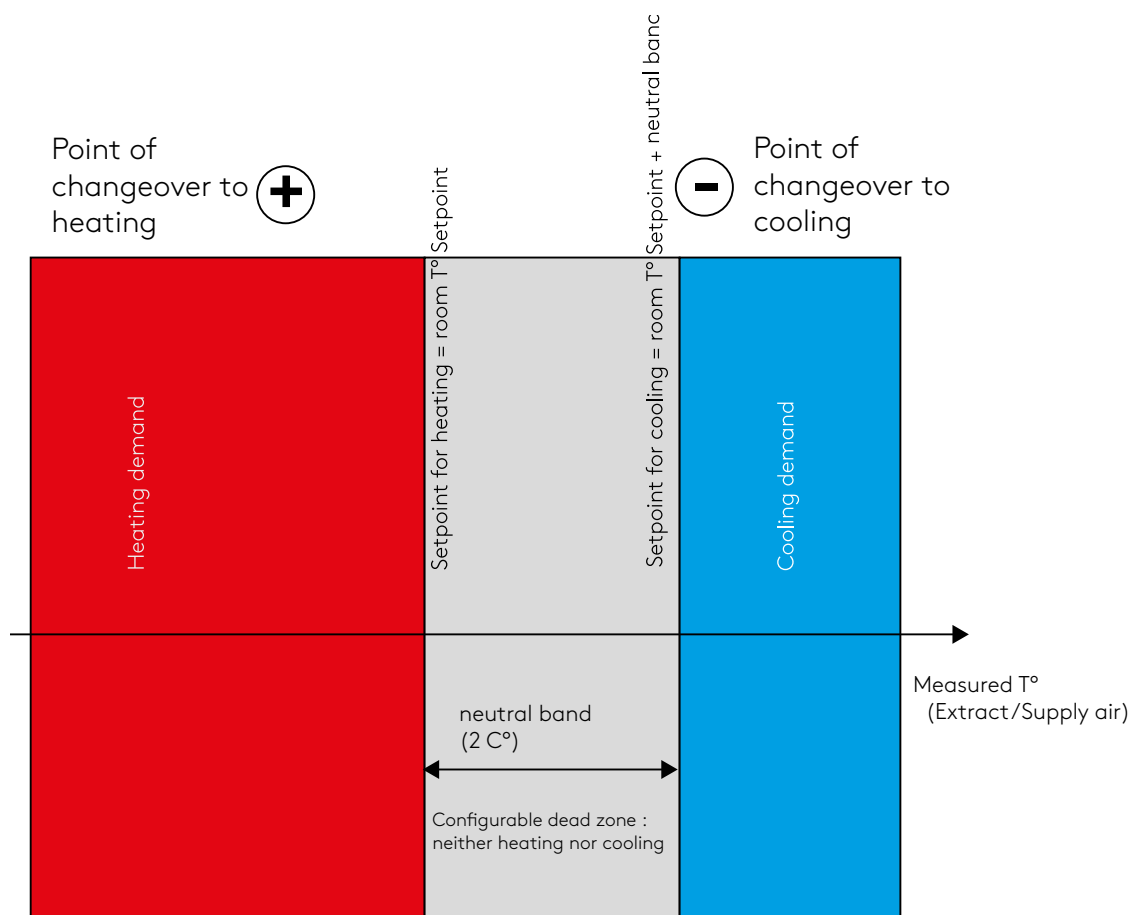 Point of
changeover to
heating
Setpoint for heating = room T° Setpoint
Setpoint for cooling = room T° Setpoint + neutral banc
Point of
changeover to
cooling
Heating demand
Cooling demand
Measured T°
(Extract/Supply air)
neutral band
(2 C°)
Configurable dead zone :
neither heating nor cooling